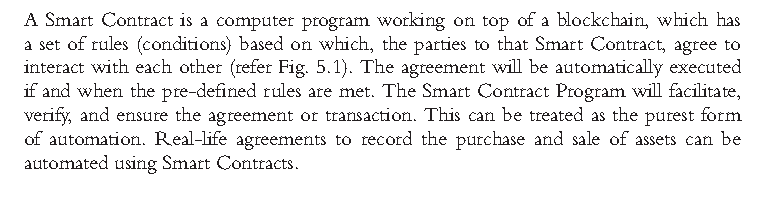 A Smart Contract is a computer program working on top of a blockchain, which has
a set of rules (conditions) based on which, the parties to that Smart Contract, agree to
interact with each other (refer Fig. 5.1). The agreement will be automatically executed
if and when the pre-defined rules are met. The Smart Contract Program will facilitate,
verify, and ensure the agreement or transaction. This can be treated as the purest form
of automation. Real-life agreements to record the purchase and sale of assets can be
automated using Smart Contracts.